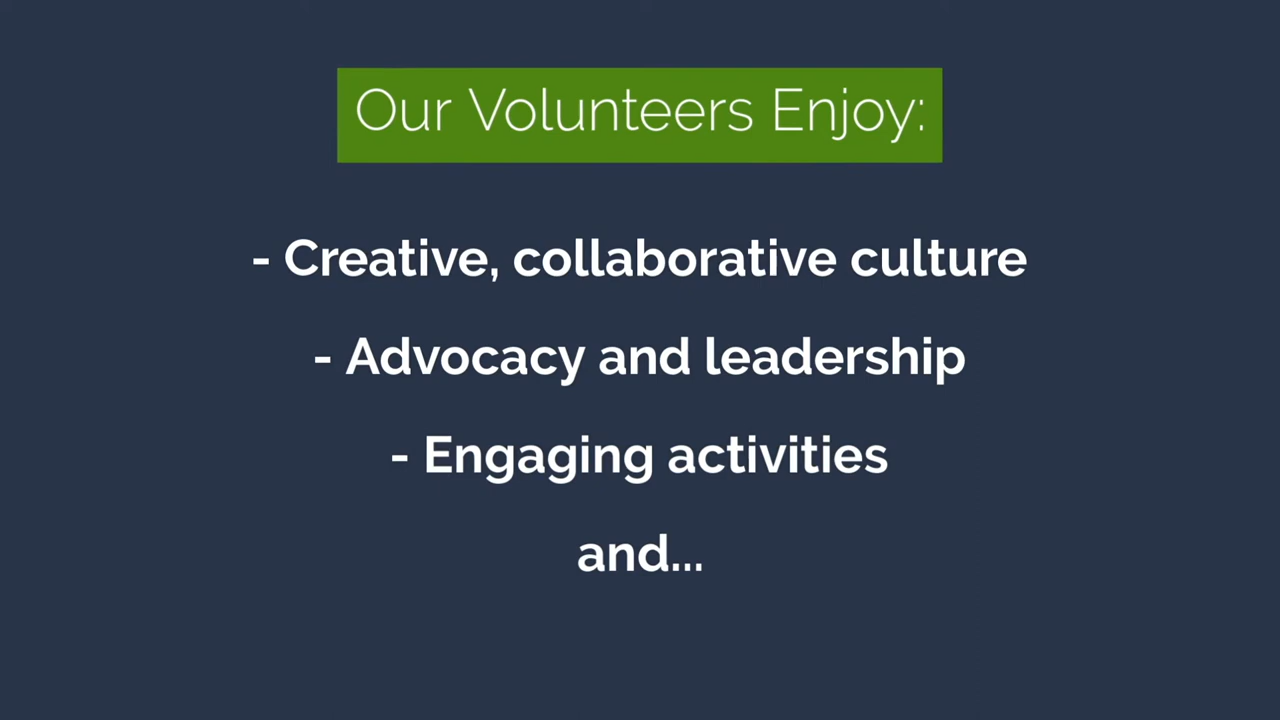 Our Volunteers Enjoy:
- Creative, collaborative culture
- Advocacy and leadership
- Engaging activities
and...